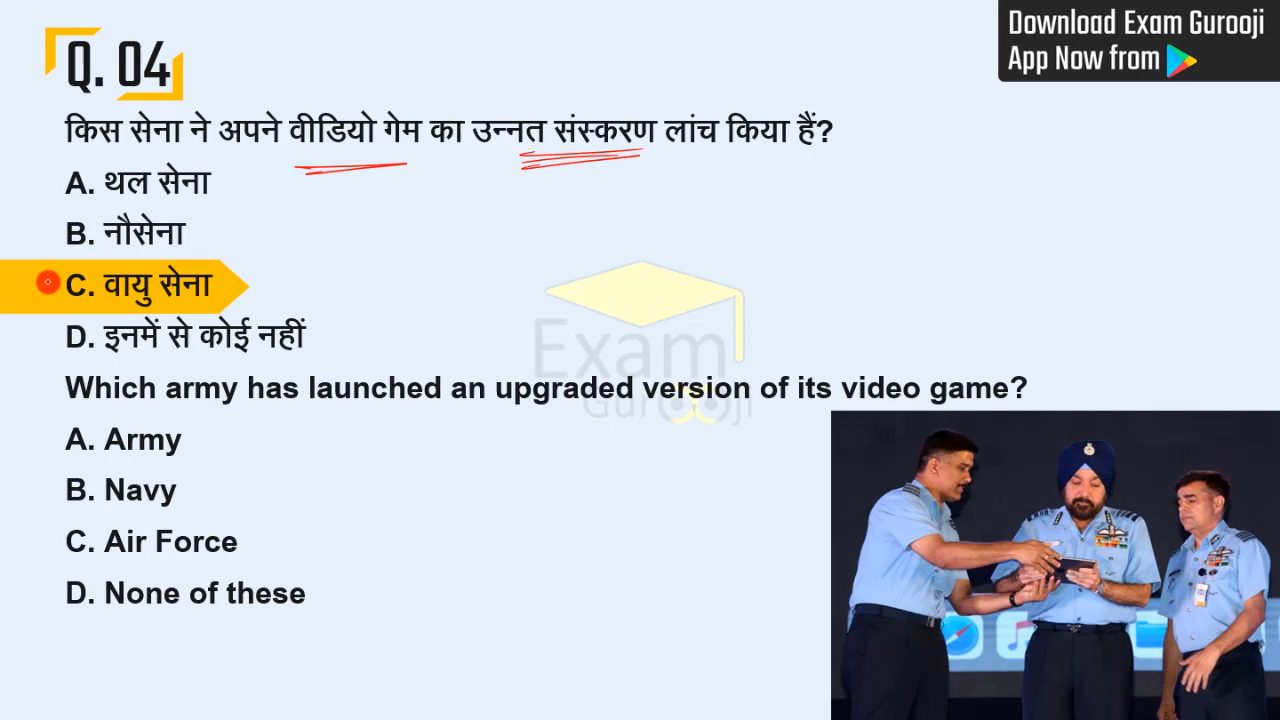 Download Exam Gurooji
App Now from
Q. 04
किस सेना ने अपने वीडियो गेम का उन्नत संस्करण लांच किया हैं?
A. थल सेना
B. नौसेना
C. वायु सेना
D. इनमें से कोई नहीं
Exam
Gurooji
Which army has launched an upgraded version of its video game?
A. Army
B. Navy
C. Air Force
D. None of these